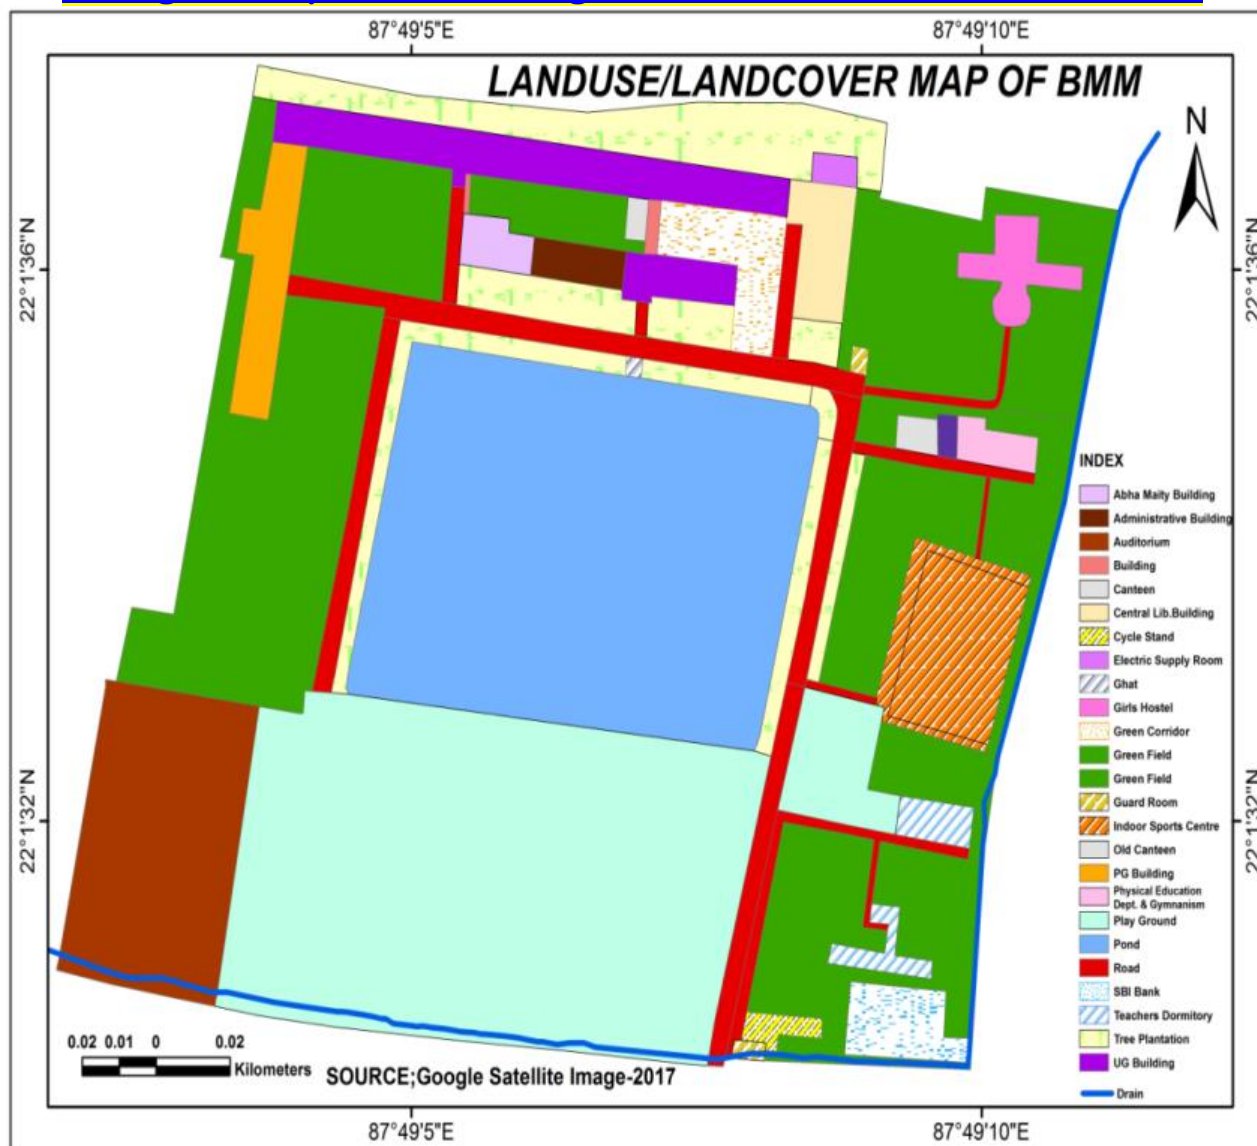 87°49'5"E
87°49'10"E
LANDUSE/LANDCOVER MAP OF BMM
N
22°1'36"N
22°1'36"N
INDEX
Abha Maity Building
Administrative Building
Auditorium
Building
Canteen
Central Lib.Building
Cycle Stand
Electric Supply Room
Ghat
Girls Hostel
Green Corridor
Green Field
Green Field
Guard Room
Indoor Sports Centre
Old Canteen
PG Building
Physical Education
Dept. & Gymnanism
Play Ground
Pond
Road
SBI Bank
Teachers Dormitory
Tree Plantation
UG Building
Drain
22°1'32"N
22°1'32"N
0.02 0.01 0 0.02
Kilometers
SOURCE;Google Satellite Image-2017
87°49'5"E
87°49'10"E